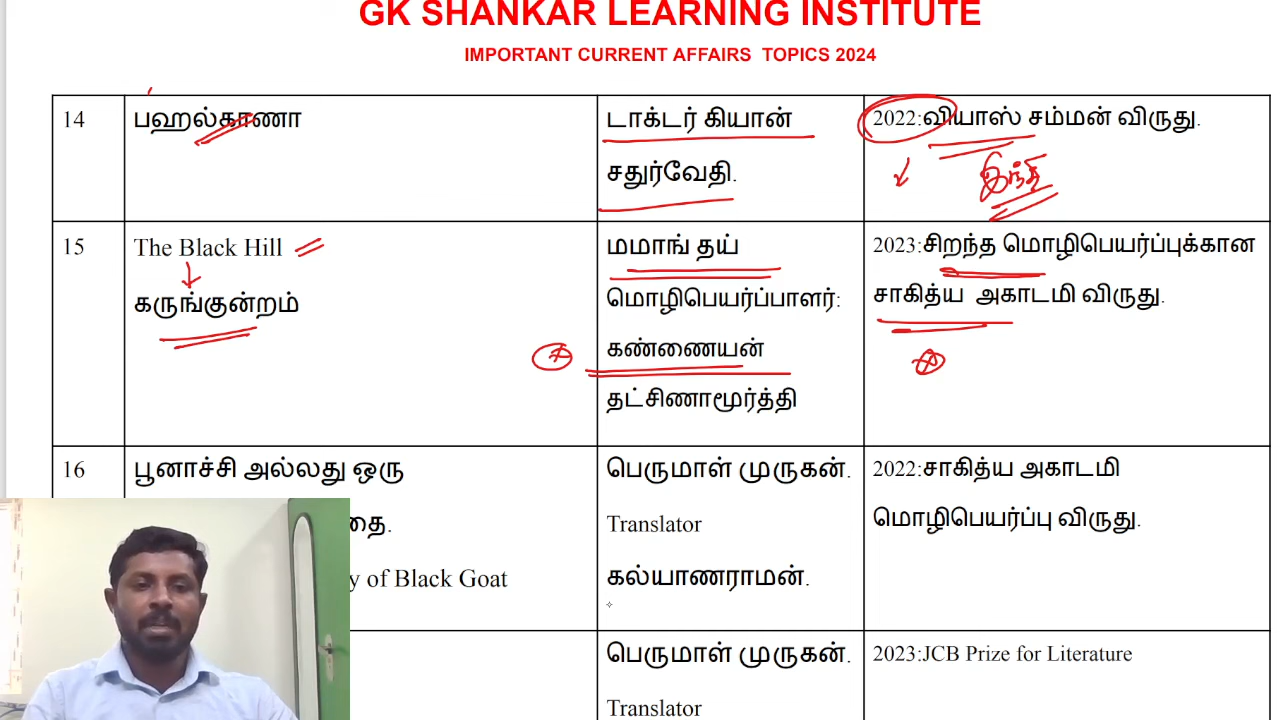 GK SHANKAR LEARNING INSTITUTE
IMPORTANT CURRENT AFFAIRS TOPICS 2024
14
பஹல்காணா
டாக்டர் கியான்
சதுர்வேதி.
2022:வியாஸ் சம்மன் விருது.
இந்தி
15
The Black Hill
கருங்குன்றம்
மமாங் தய்
மொழிபெயர்ப்பாளர்:
கண்ணையன்
தட்சிணாமூர்த்தி
2023:சிறந்த மொழிபெயர்ப்புக்கான
சாகித்ய அகாடமி விருது.
16
பூனாச்சி அல்லது ஒரு
தை.
y of Black Goat
பெருமாள் முருகன்.
Translator
கல்யாணராமன்.
2022:சாகித்ய அகாடமி
மொழிபெயர்ப்பு விருது.
பெருமாள் முருகன்.
Translator
2023:JCB Prize for Literature